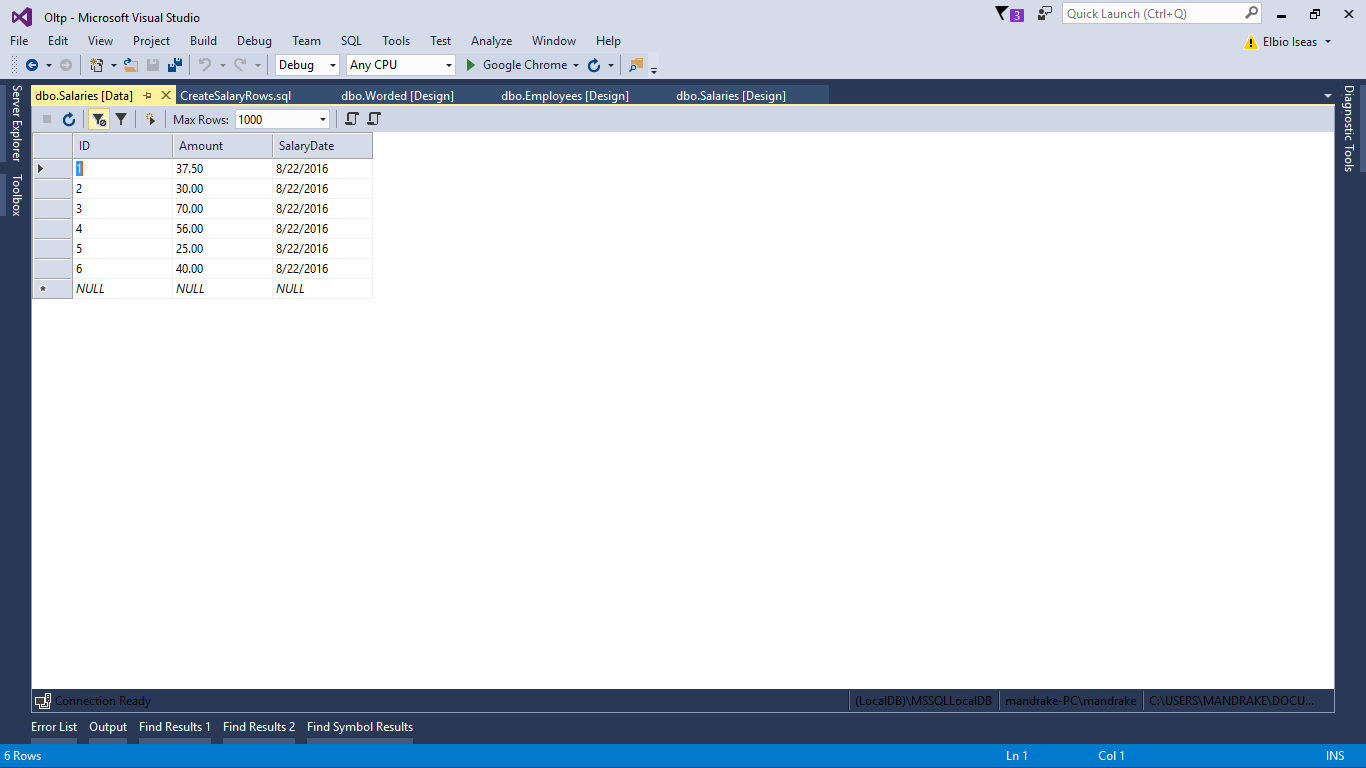 Oltp - Microsoft Visual Studio
3
Quick Launch (Ctrl+Q)
File Edit View Project Build Debug Team SQL Tools Test Analyze Window Help
Elbio Iseas
Debug Any CPU Google Chrome
Server Explorer
Toolbox
dbo.Salaries [Data] CreateSalaryRows.sql dbo.Worded [Design] dbo.Employees [Design] dbo.Salaries [Design]
Diagnostic Tools
Max Rows: 1000
ID Amount SalaryDate
1 37.50 8/22/2016
2 30.00 8/22/2016
3 70.00 8/22/2016
4 56.00 8/22/2016
5 25.00 8/22/2016
6 40.00 8/22/2016
NULL NULL NULL
Connection Ready (LocalDB)\MSSQLLocalDB mandrake-PC\mandrake C:\USERS\MANDRAKE\DOCU...
Error List Output Find Results 1 Find Results 2 Find Symbol Results
6 Rows Ln 1 Col 1 INS